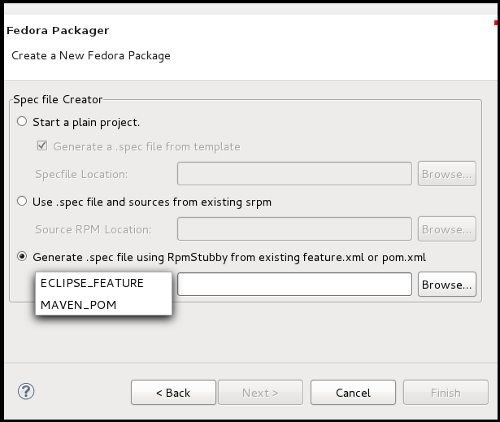 Fedora Packager
Create a New Fedora Package
Spec file Creator
Start a plain project.
Generate a .spec file from template
Specfile Location:
Browse...
Use .spec file and sources from existing srpm
Source RPM Location:
Browse...
Generate .spec file using RpmStubby from existing feature.xml or pom.xml
ECLIPSE_FEATURE
Browse...
MAVEN_POM
?
< Back Next > Cancel Finish